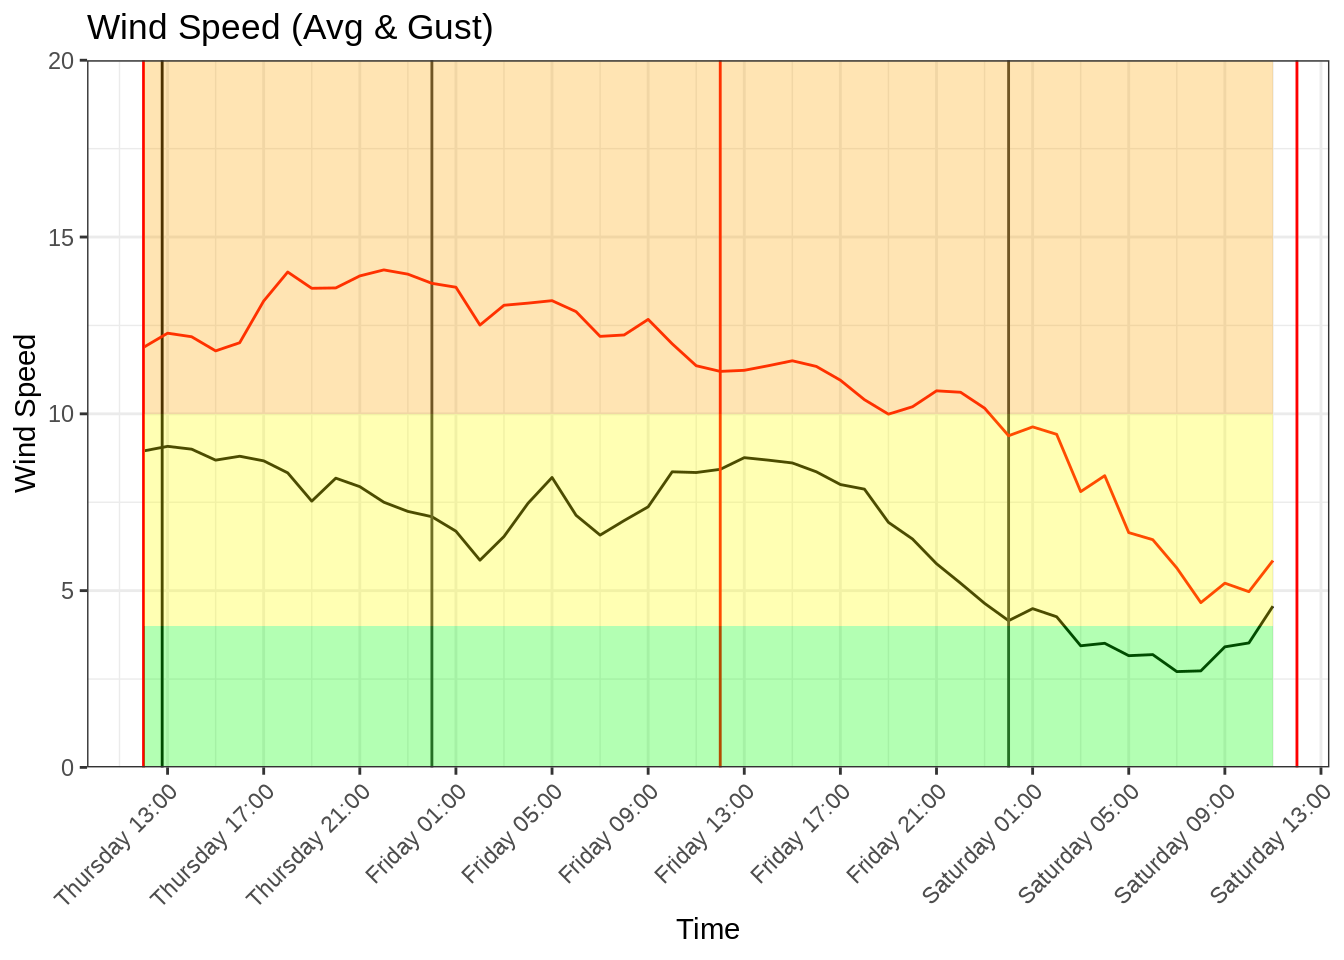 Wind Speed (Avg & Gust)
20
15
10
5
0
Wind Speed
Thursday 13:00
Thursday 17:00
Thursday 21:00
Friday 01:00
Friday 05:00
Friday 09:00
Friday 13:00
Friday 17:00
Friday 21:00
Saturday 01:00
Saturday 05:00
Saturday 09:00
Saturday 13:00
Time